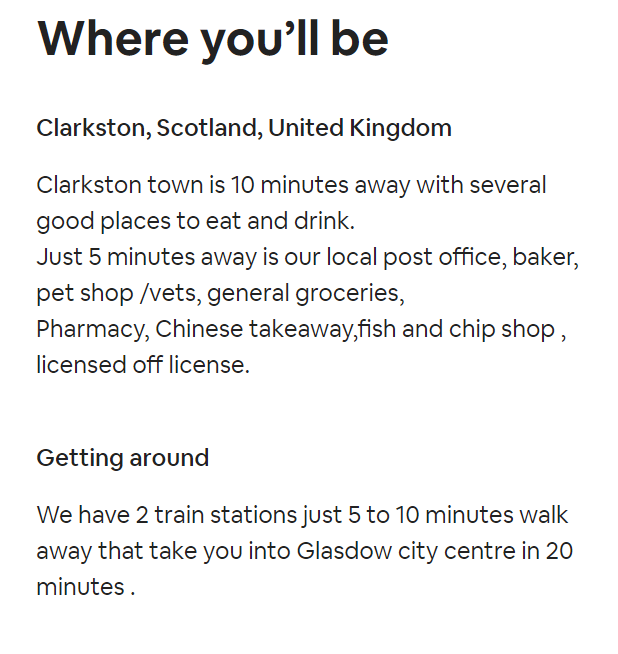 Where you’ll be
Clarkston, Scotland, United Kingdom
Clarkston town is 10 minutes away with several
good places to eat and drink.
Just 5 minutes away is our local post office, baker,
pet shop /vets, general groceries,
Pharmacy, Chinese takeaway,fish and chip shop ,
licensed off license.
Getting around
We have 2 train stations just 5 to 10 minutes walk
away that take you into Glasdow city centre in 20
minutes .